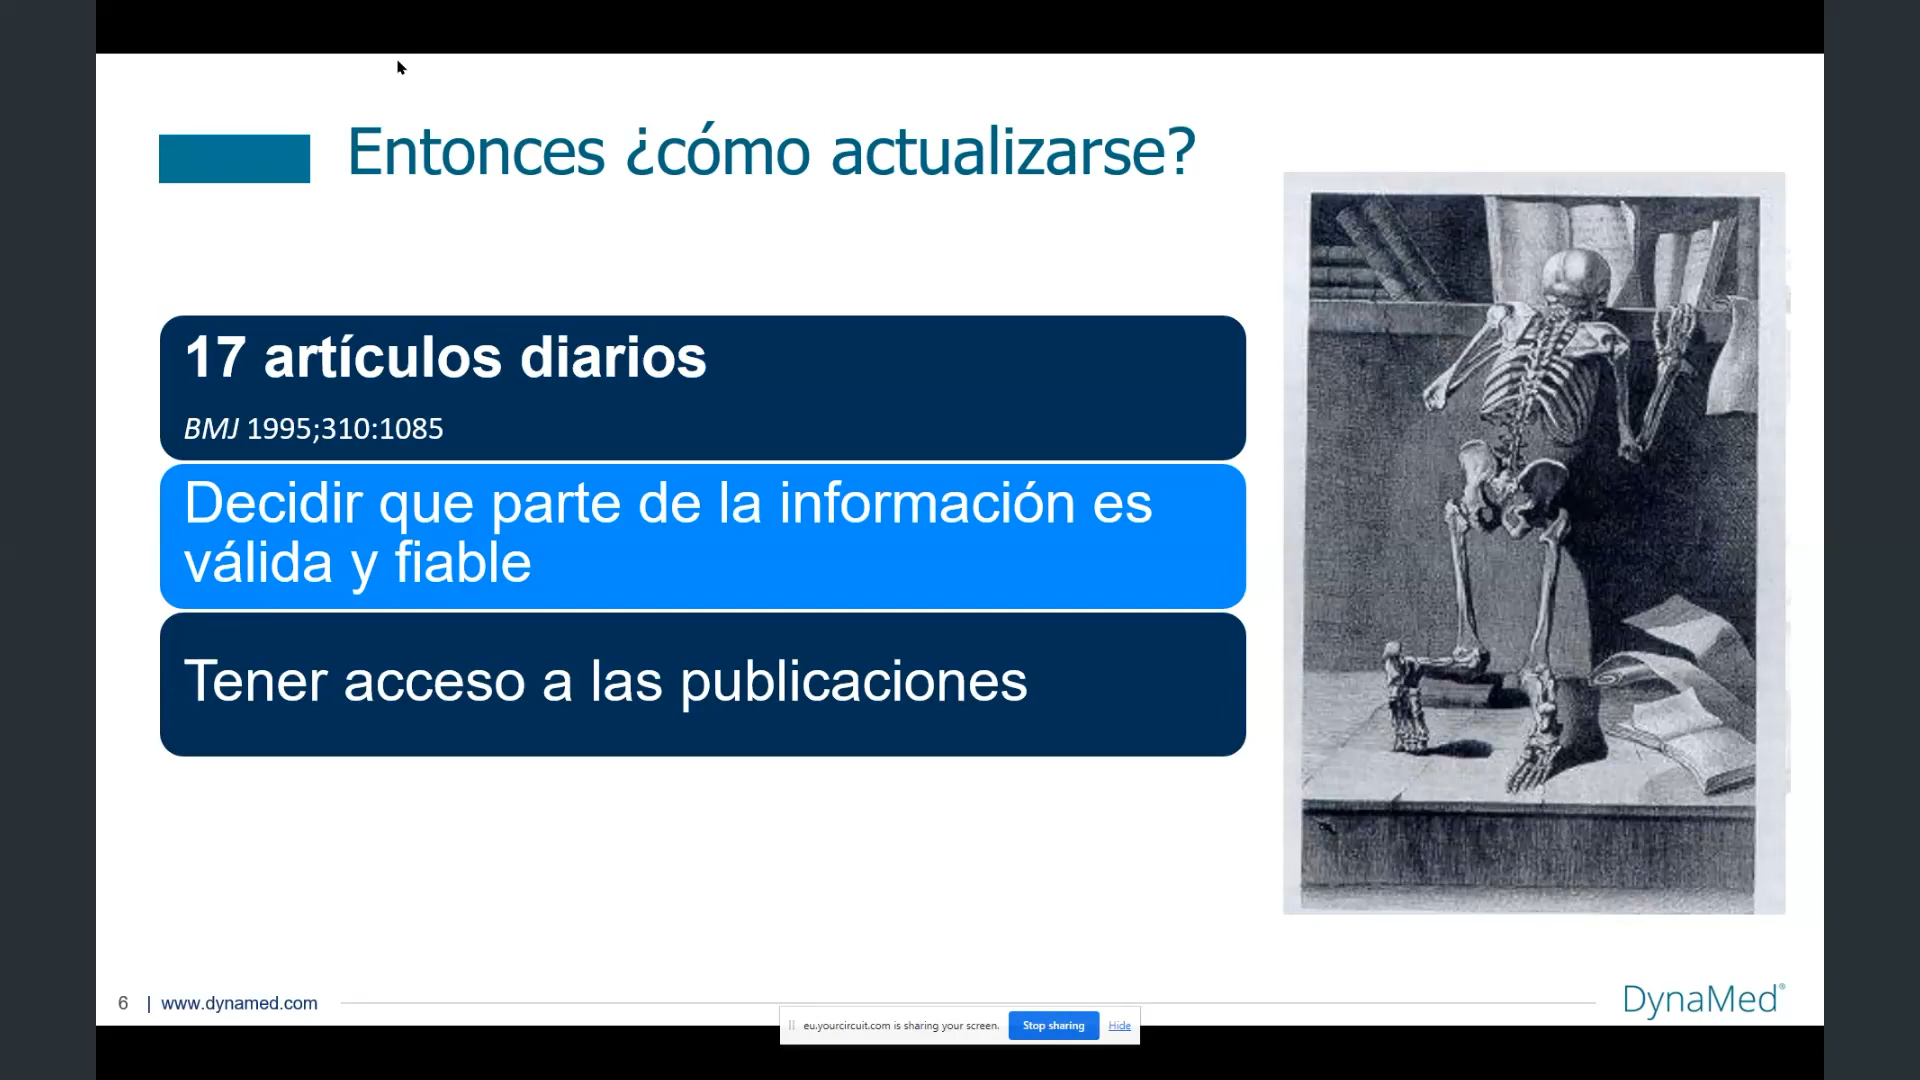 Entonces ¿cómo actualizarse?
17 artículos diarios
BMJ 1995;310:1085
Decidir que parte de la información es
válida y fiable
Tener acceso a las publicaciones
6 | www.dynamed.com
DynaMed®
eu.yourcircuit.com is sharing your screen. Stop sharing Hide